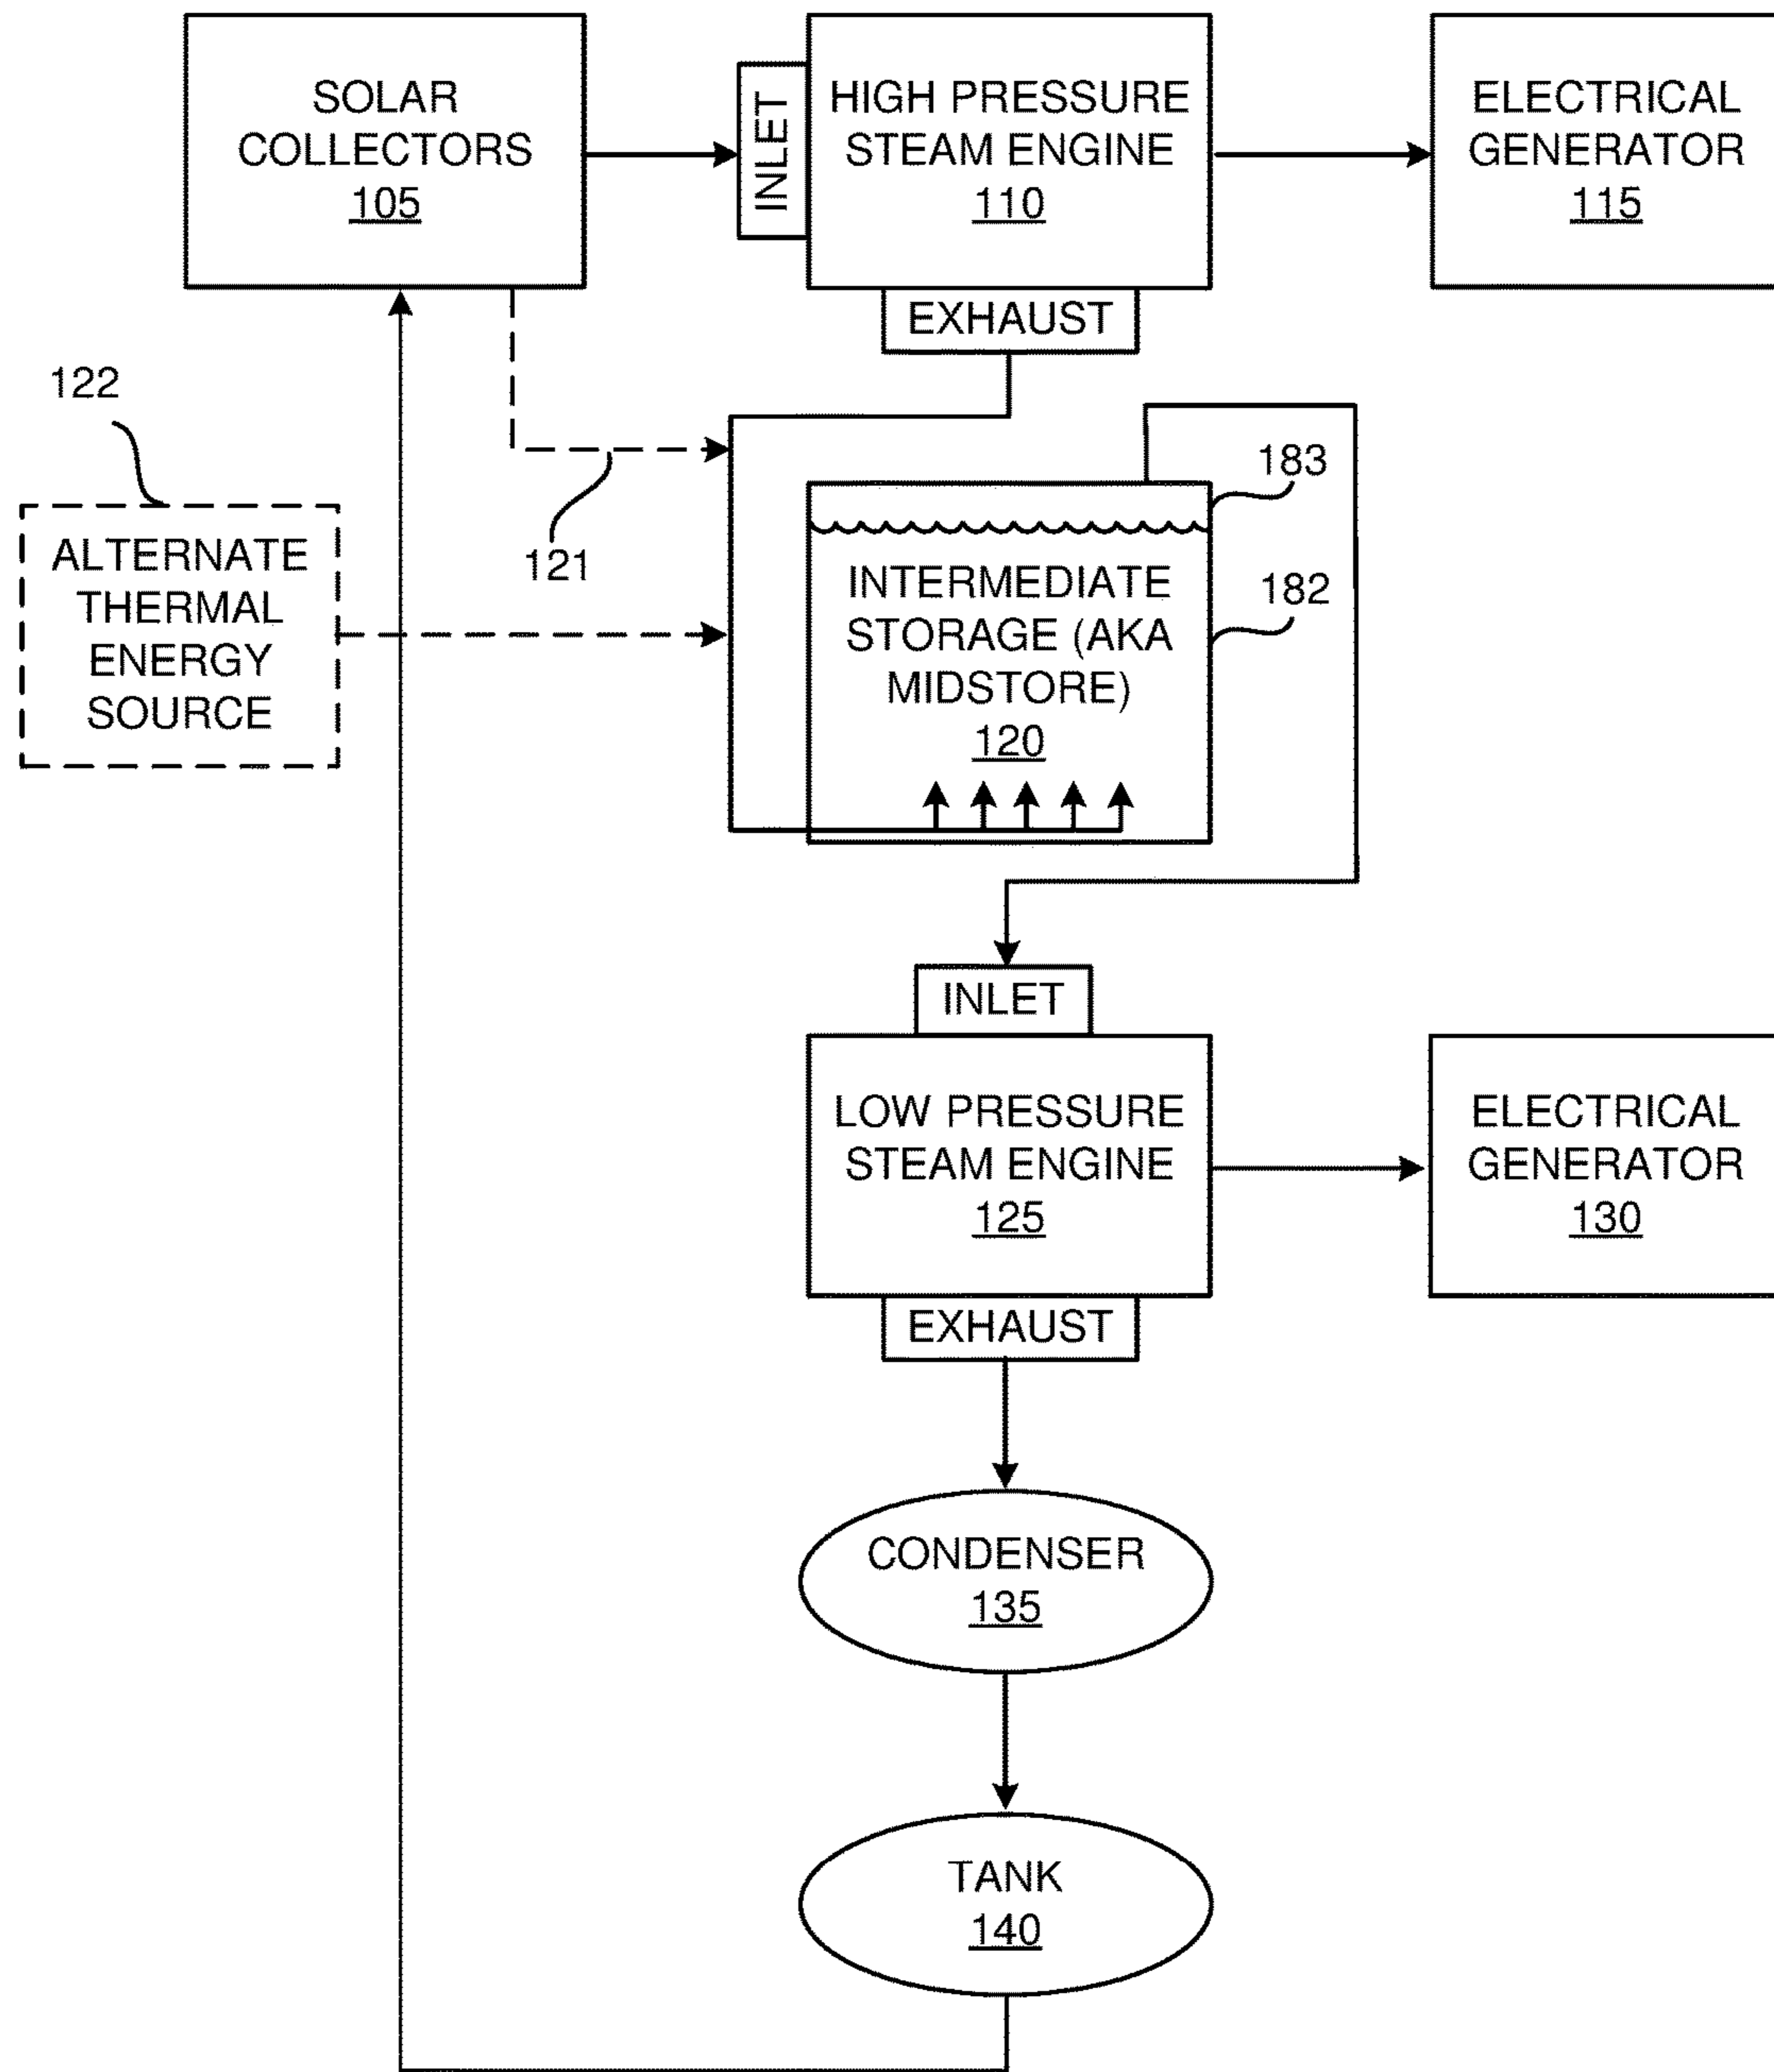 SOLAR
COLLECTORS
105
INLET
HIGH PRESSURE
STEAM ENGINE
110
EXHAUST
ELECTRICAL
GENERATOR
115
122
ALTERNATE
THERMAL
ENERGY
SOURCE
121
183
182
INTERMEDIATE
STORAGE (AKA
MIDSTORE)
120
INLET
LOW PRESSURE
STEAM ENGINE
125
EXHAUST
ELECTRICAL
GENERATOR
130
CONDENSER
135
TANK
140